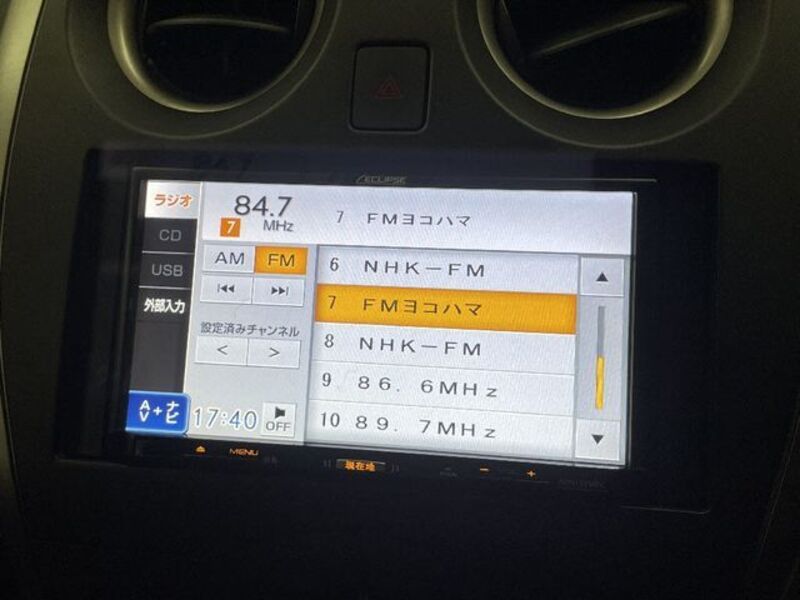 ECLIPSE
ラジオ
84.7
7
MHz
7 FMヨコハマ
CD
AM FM
6 NHK-FM
USB
7 FMヨコハマ
外部入力
設定済みチャンネル
< >
8 NHK-FM
9 86. 6MHz
AV+ナビ
17:40
OFF
10 89. 7MHz
MENU
現在地
- +